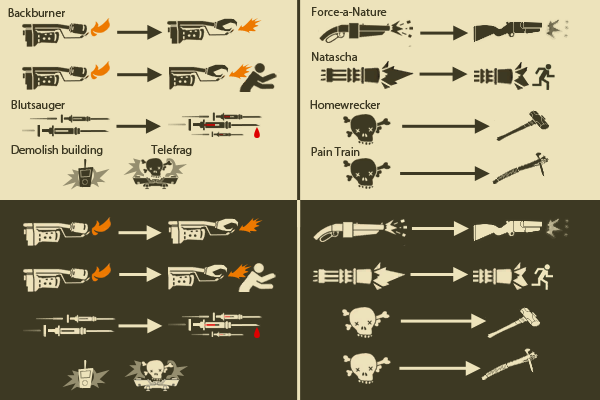 Backburner
Blutsauger
Demolish building
Telefrag
Force-a-Nature
Natascha
Homewrecker
Pain Train